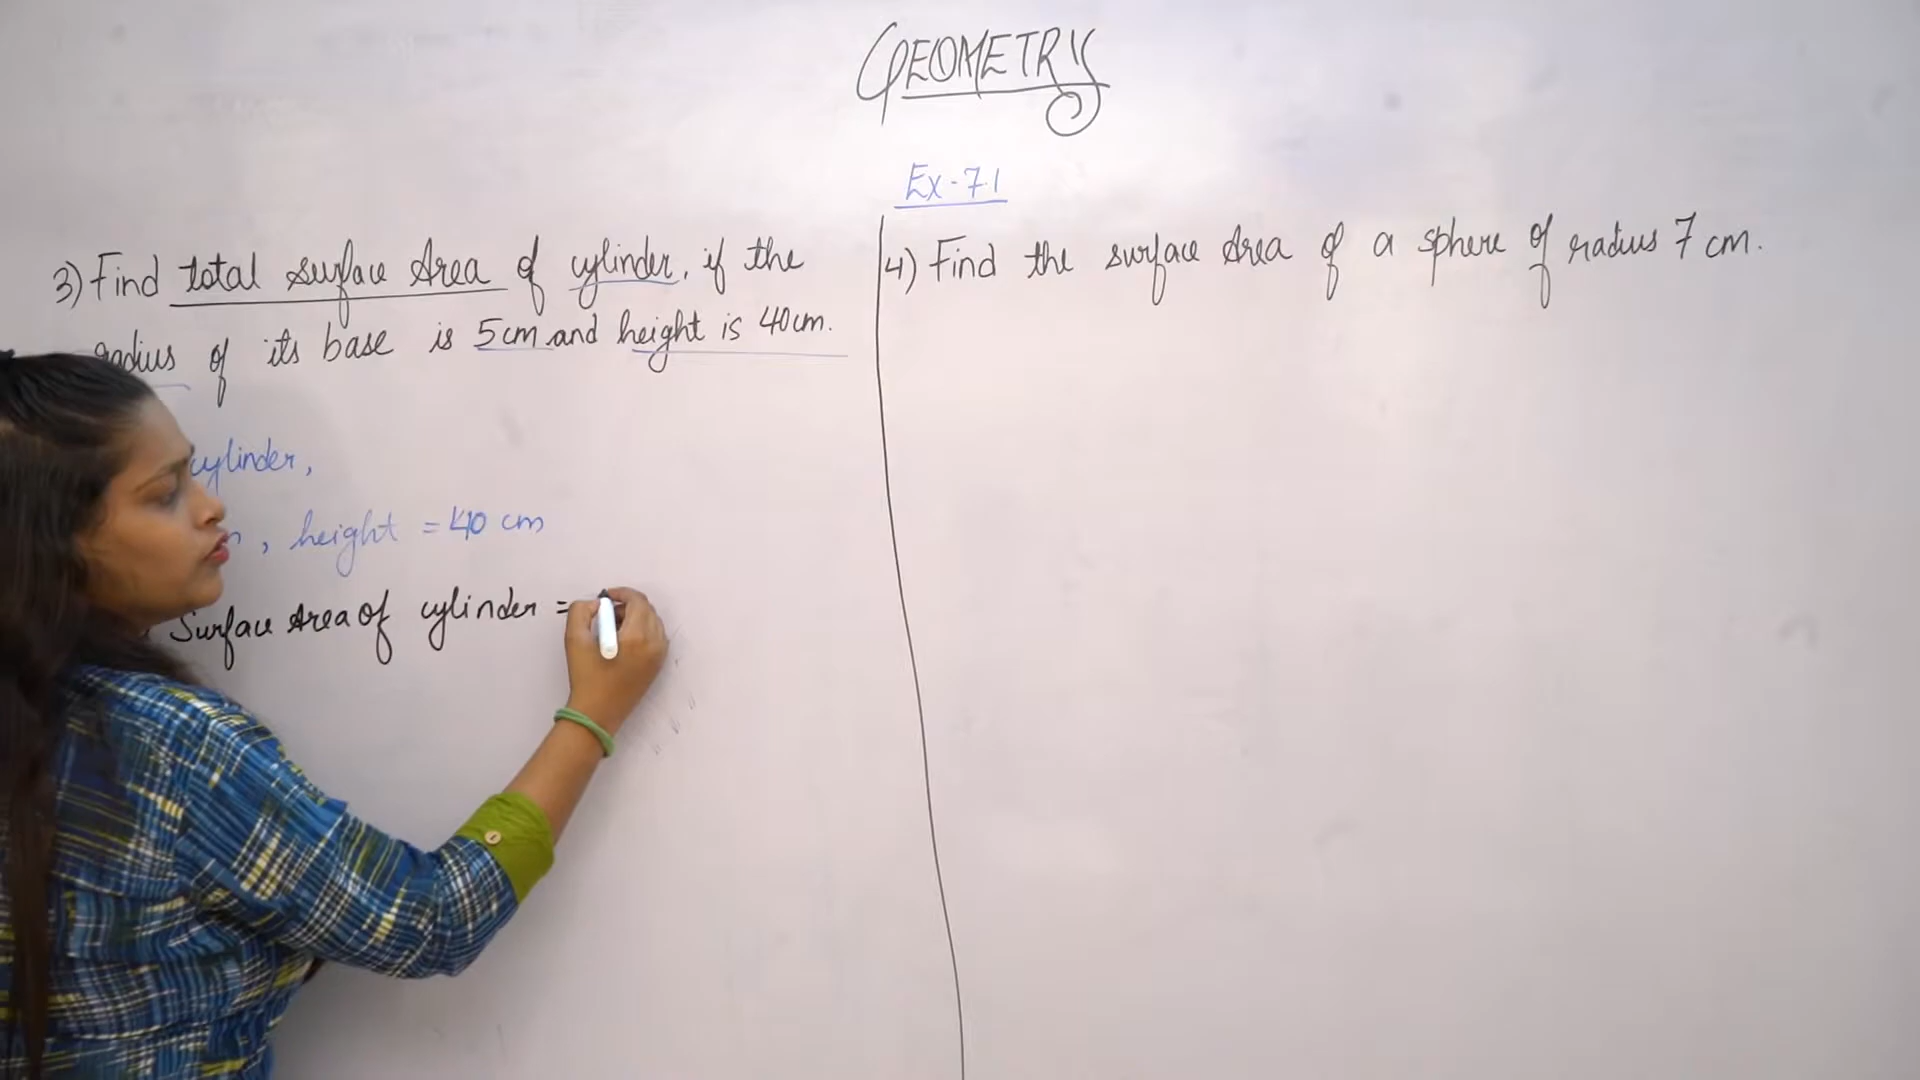 GEOMETRY
Ex-7.1
3) Find total surface Area of cylinder, if the
radius of its base is 5cm and height is 40cm.
cylinder,
, height = 40 cm
Surface Area of cylinder =
4) Find the surface Area of a sphere of radius 7 cm.